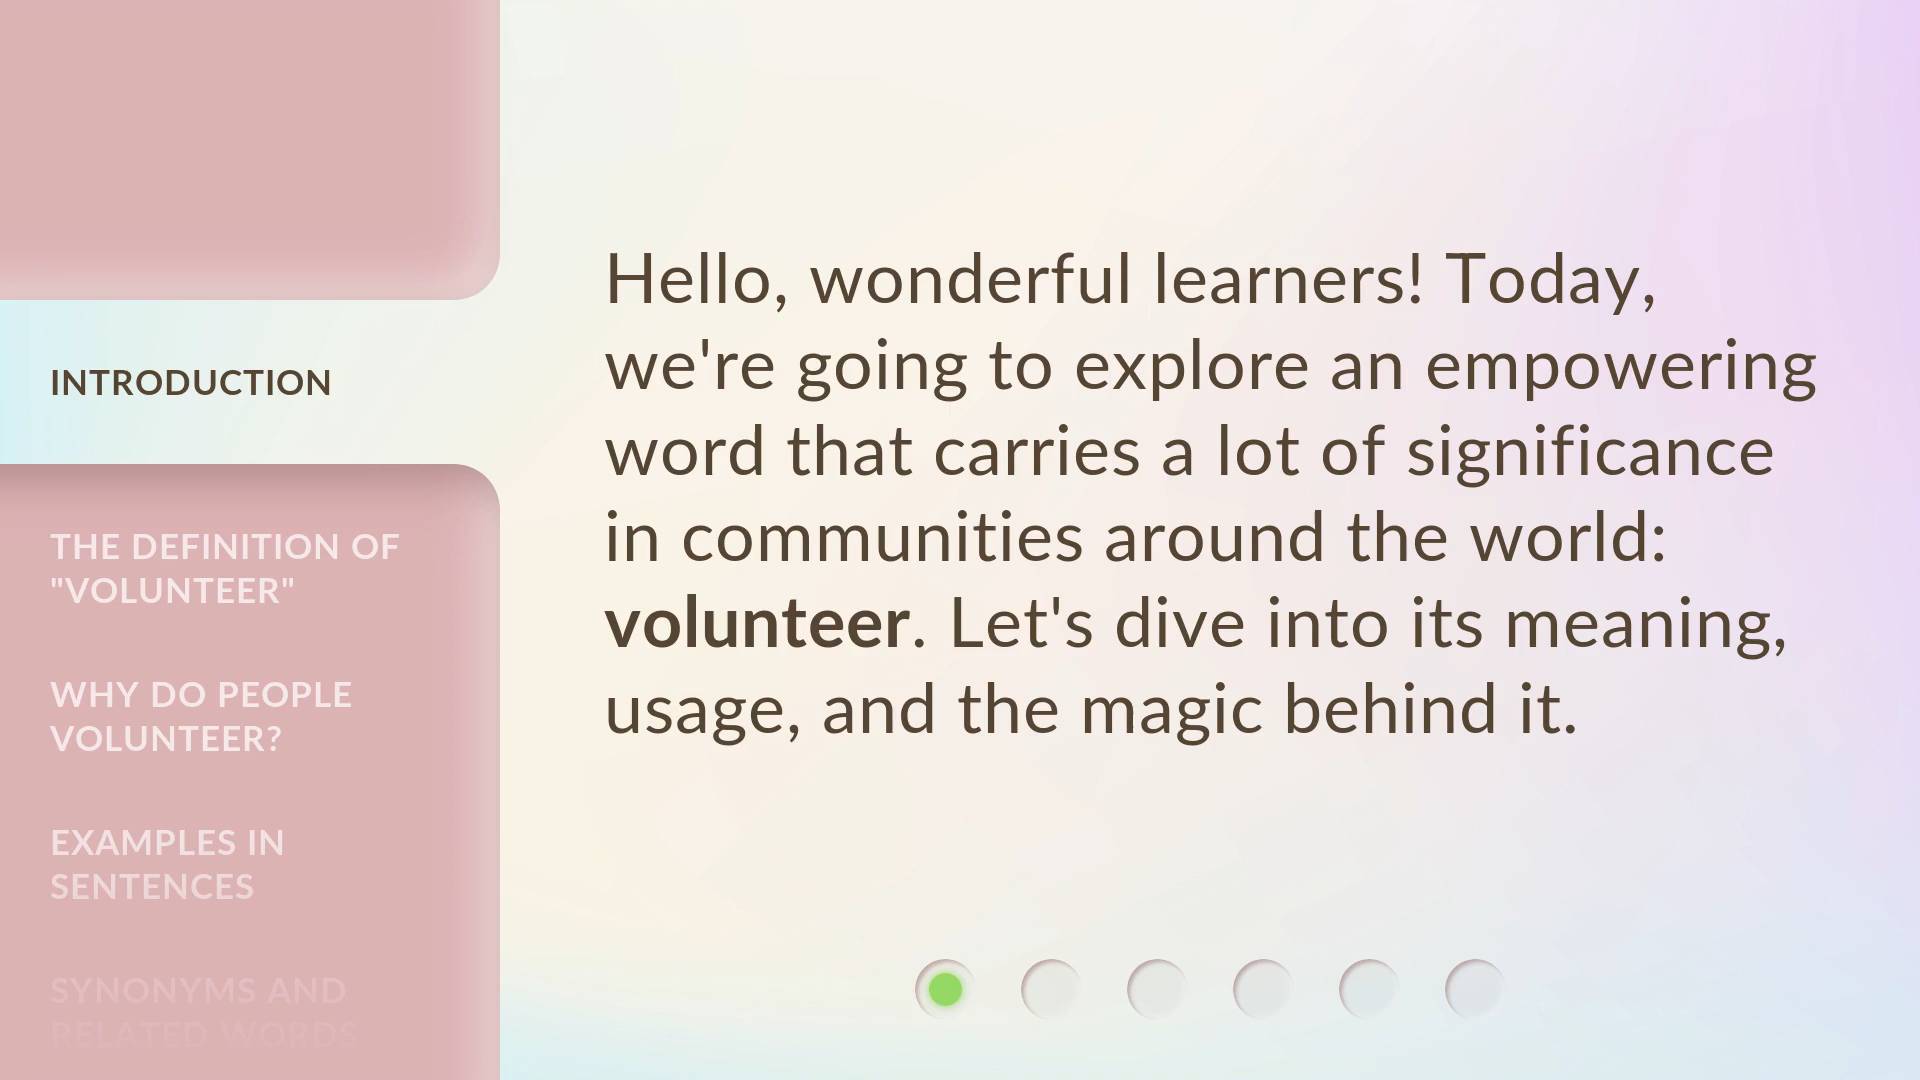 INTRODUCTION
THE DEFINITION OF
"VOLUNTEER"
WHY DO PEOPLE
VOLUNTEER?
EXAMPLES IN
SENTENCES
SYNONYMS AND
RELATED WORDS
Hello, wonderful learners! Today,
we're going to explore an empowering
word that carries a lot of significance
in communities around the world:
volunteer. Let's dive into its meaning,
usage, and the magic behind it.